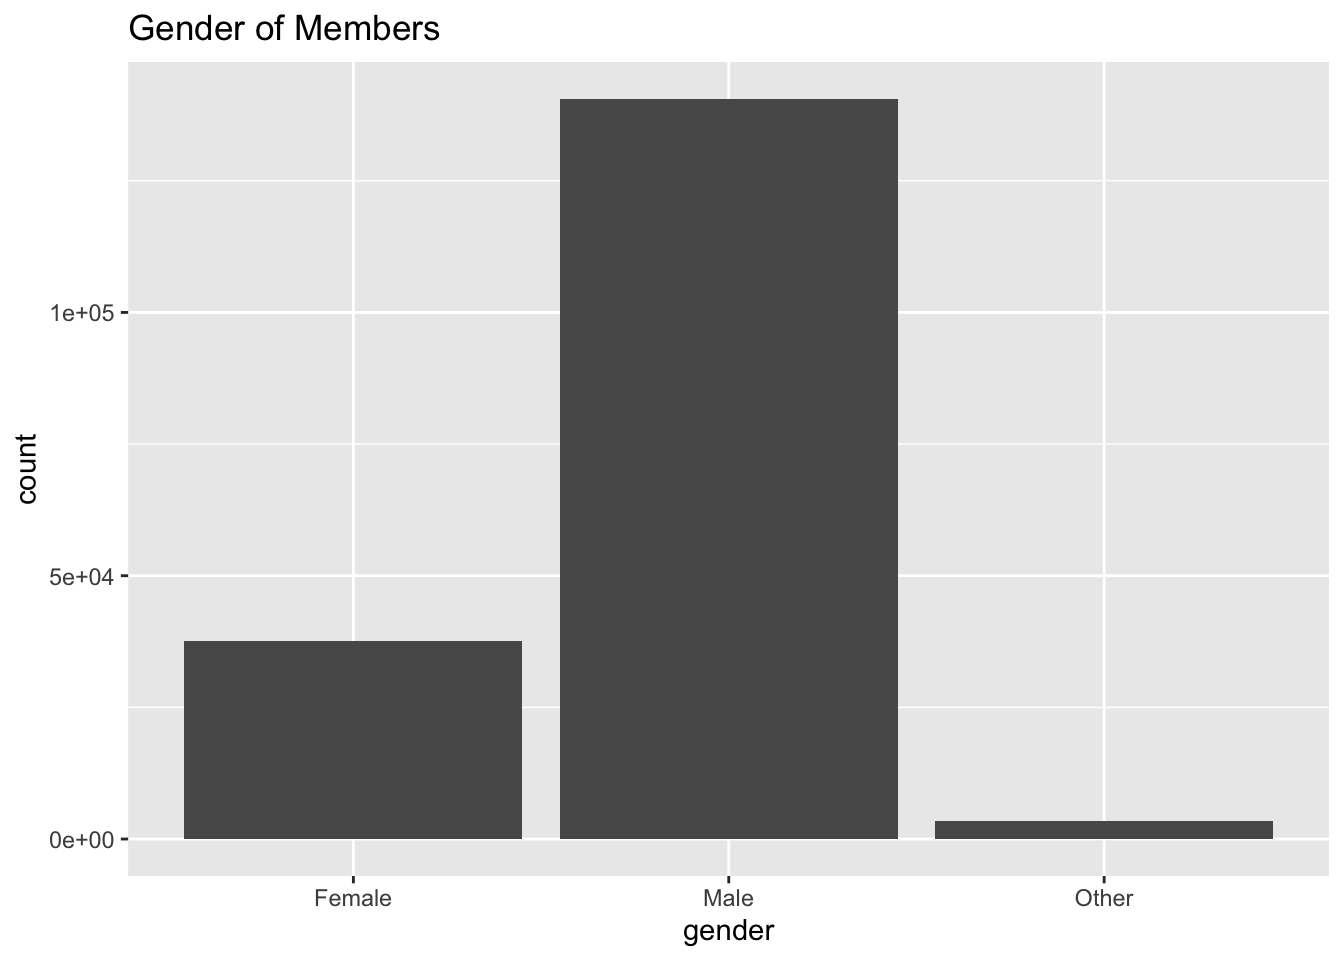 Gender of Members
1e+05
5e+04
0e+00
count
Female Male Other
gender